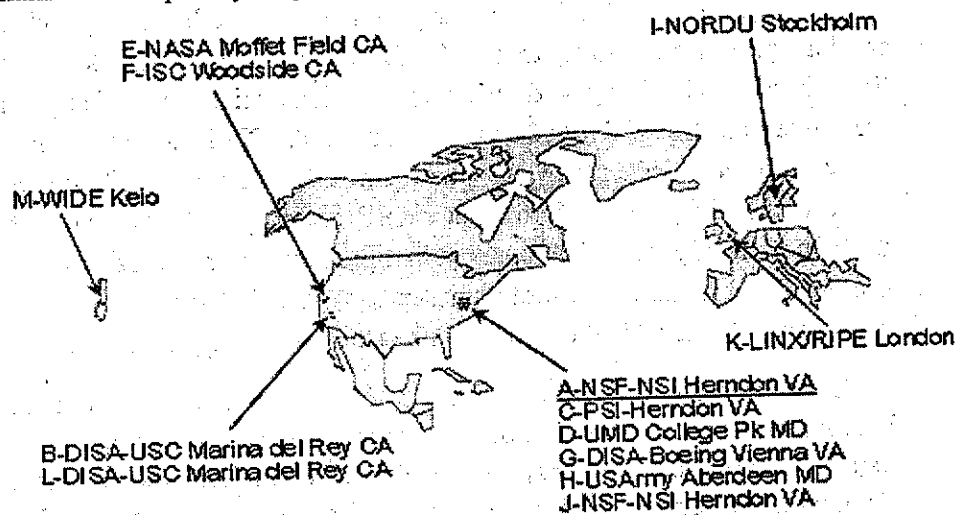 E-NASA Moffet Field CA
F-ISC Woodside CA
I-NORDU Stockholm
M-WIDE Keio
K-LINX/RIPE London
A-NSF-NSI Herndon VA
C-PSI-Herndon VA
D-UMD College Pk MD
G-DISA-Boeing Vienna VA
H-USArmy Aberdeen MD
J-NSF-NSI Herndon VA
B-DISA-USC Marina del Rey CA
L-DISA-USC Marina del Rey CA